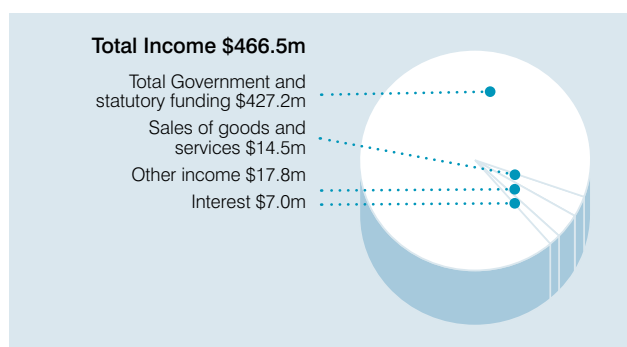 Total Income $466.5m
Total Government and
statutory funding $427.2m
Sales of goods and
services $14.5m
Other income $17.8m
Interest $7.0m